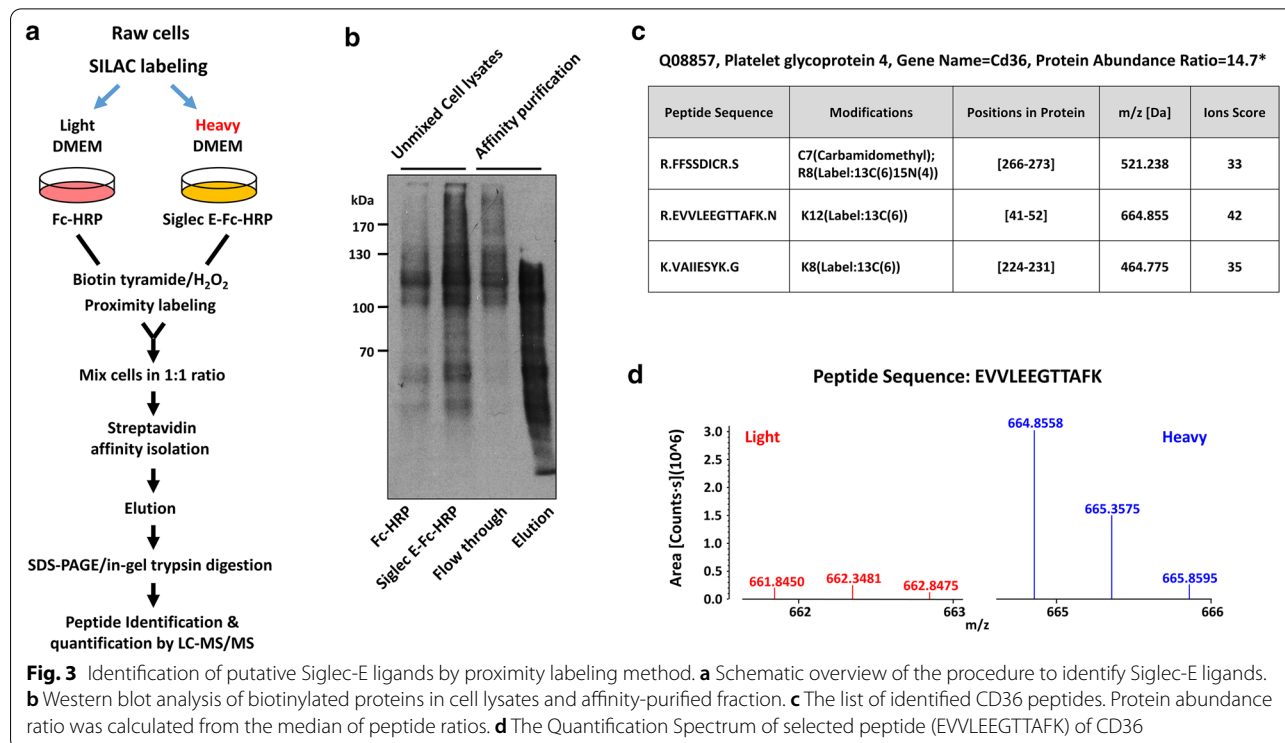 a
Raw cells
SILAC labeling
Light
DMEM
Heavy
DMEM
Fc-HRP
Siglec E-Fc-HRP
Biotin tyramide/H₂O₂
Proximity labeling
Mix cells in 1:1 ratio
Streptavidin
affinity isolation
Elution
SDS-PAGE/in-gel trypsin digestion
Peptide Identification &
quantification by LC-MS/MS
b
Unmixed Cell lysates
Affinity purification
kDa
170
130
100
70
Fc-HRP
Siglec E-Fc-HRP
Flow through
Elution
c
Q08857, Platelet glycoprotein 4, Gene Name=Cd36, Protein Abundance Ratio=14.7*
Peptide Sequence Modifications Positions in Protein m/z [Da] Ions Score
R.FFSSDICR.S C7(Carbamidomethyl); R8(Label:13C(6)15N(4)) [266-273] 521.238 33
R.EVVLEEGTTAFK.N K12(Label:13C(6)) [41-52] 664.855 42
K.VAIIESYK.G K8(Label:13C(6)) [224-231] 464.775 35
d
Peptide Sequence: EVVLEEGTTAFK
Area [Counts·s](10^6)
3.0
2.5
2.0
1.5
1.0
0.5
0.0
Light
661.8450
662.3481
662.8475
662
663
664.8558
Heavy
665.3575
665.8595
665
666
m/z
Fig. 3 Identification of putative Siglec-E ligands by proximity labeling method. a Schematic overview of the procedure to identify Siglec-E ligands.
b Western blot analysis of biotinylated proteins in cell lysates and affinity-purified fraction. c The list of identified CD36 peptides. Protein abundance
ratio was calculated from the median of peptide ratios. d The Quantification Spectrum of selected peptide (EVVLEEGTTAFK) of CD36